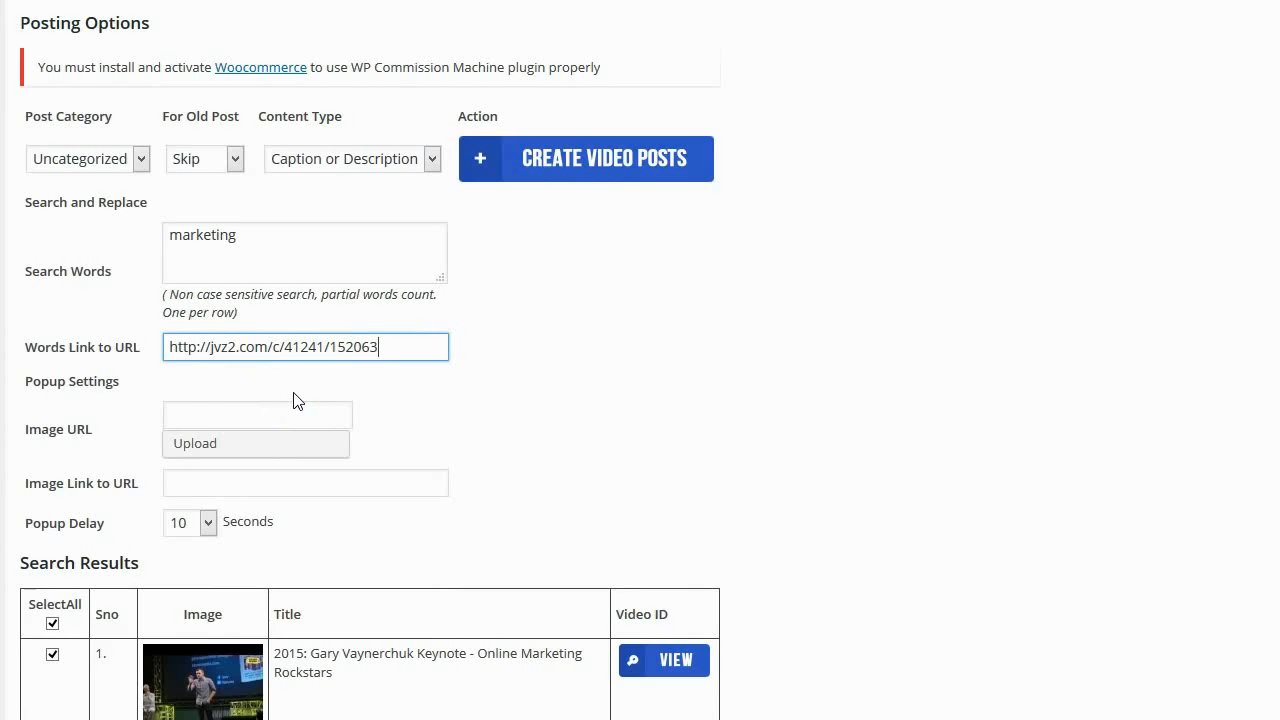 Posting Options
You must install and activate Woocommerce to use WP Commission Machine plugin properly
Post Category For Old Post Content Type Action
Uncategorized Skip Caption or Description + CREATE VIDEO POSTS
Search and Replace
marketing
Search Words
( Non case sensitive search, partial words count.
One per row)
Words Link to URL http://jvz2.com/c/41241/152063
Popup Settings
Image URL
Upload
Image Link to URL
Popup Delay 10 Seconds
Search Results
SelectAll Sno Image Title Video ID
1. 2015: Gary Vaynerchuk Keynote - Online Marketing
Rockstars
VIEW